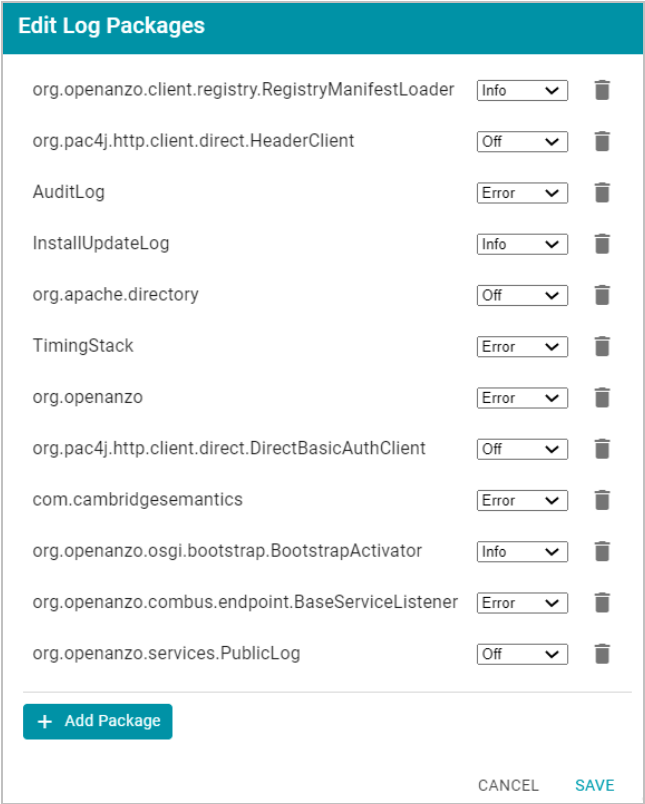 Edit Log Packages
org.openanzo.client.registry.RegistryManifestLoader Info
org.pac4j.http.client.direct.HeaderClient Off
AuditLog Error
InstallUpdateLog Info
org.apache.directory Off
TimingStack Error
org.openanzo Error
org.pac4j.http.client.direct.DirectBasicAuthClient Off
com.cambridgesemantics Error
org.openanzo.osgi.bootstrap.BootstrapActivator Info
org.openanzo.combus.endpoint.BaseServiceListener Error
org.openanzo.services.PublicLog Off
+ Add Package
CANCEL SAVE